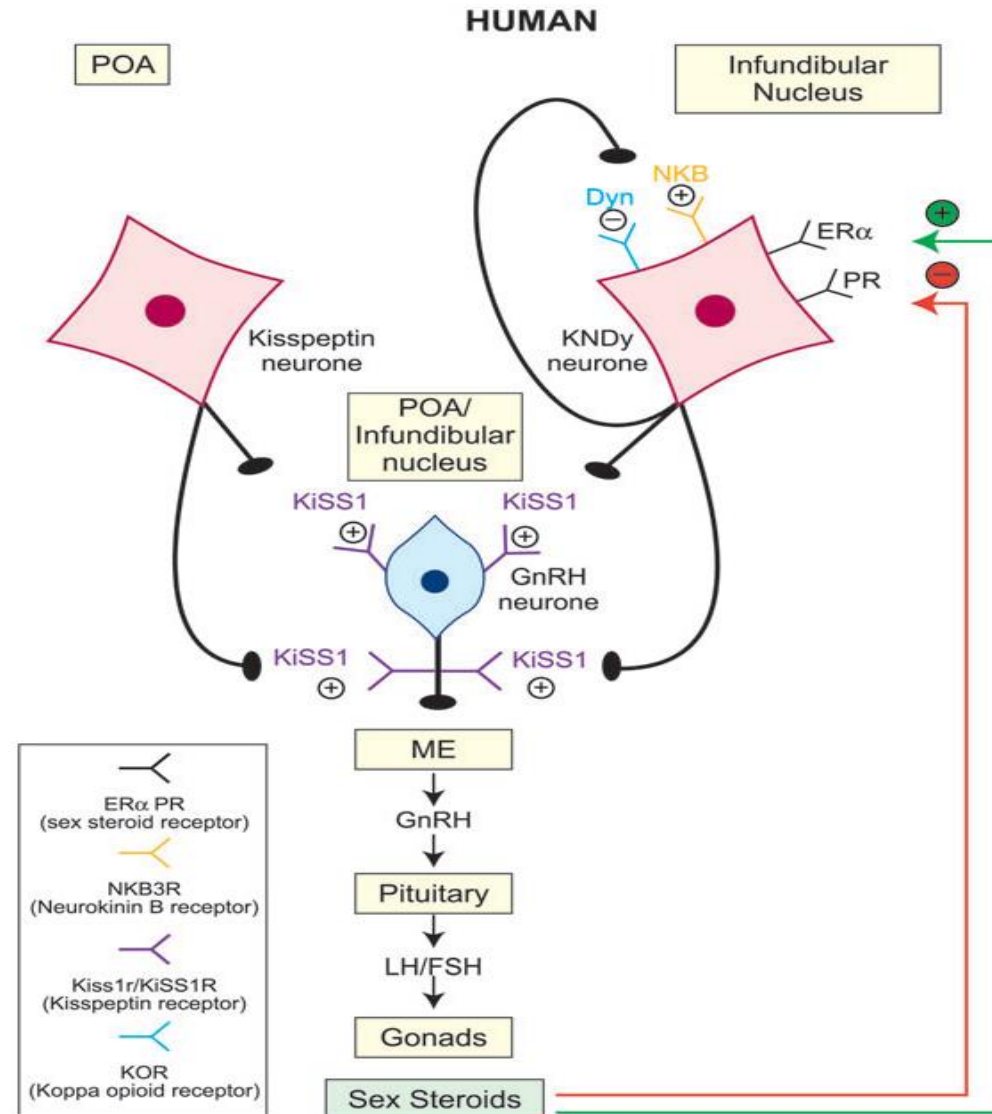 HUMAN
POA
Infundibular
Nucleus
NKB
+
Dyn
−
ERα
+
PR
−
Kisspeptin
neurone
KNDy
neurone
POA/
Infundibular
nucleus
KiSS1
+
KiSS1
+
GnRH
neurone
KiSS1
+
KiSS1
+
ME
GnRH
Pituitary
LH/FSH
Gonads
Sex Steroids
ERα PR
(sex steroid receptor)
NKB3R
(Neurokinin B receptor)
Kiss1r/KiSS1R
(Kisspeptin receptor)
KOR
(Koppa opioid receptor)